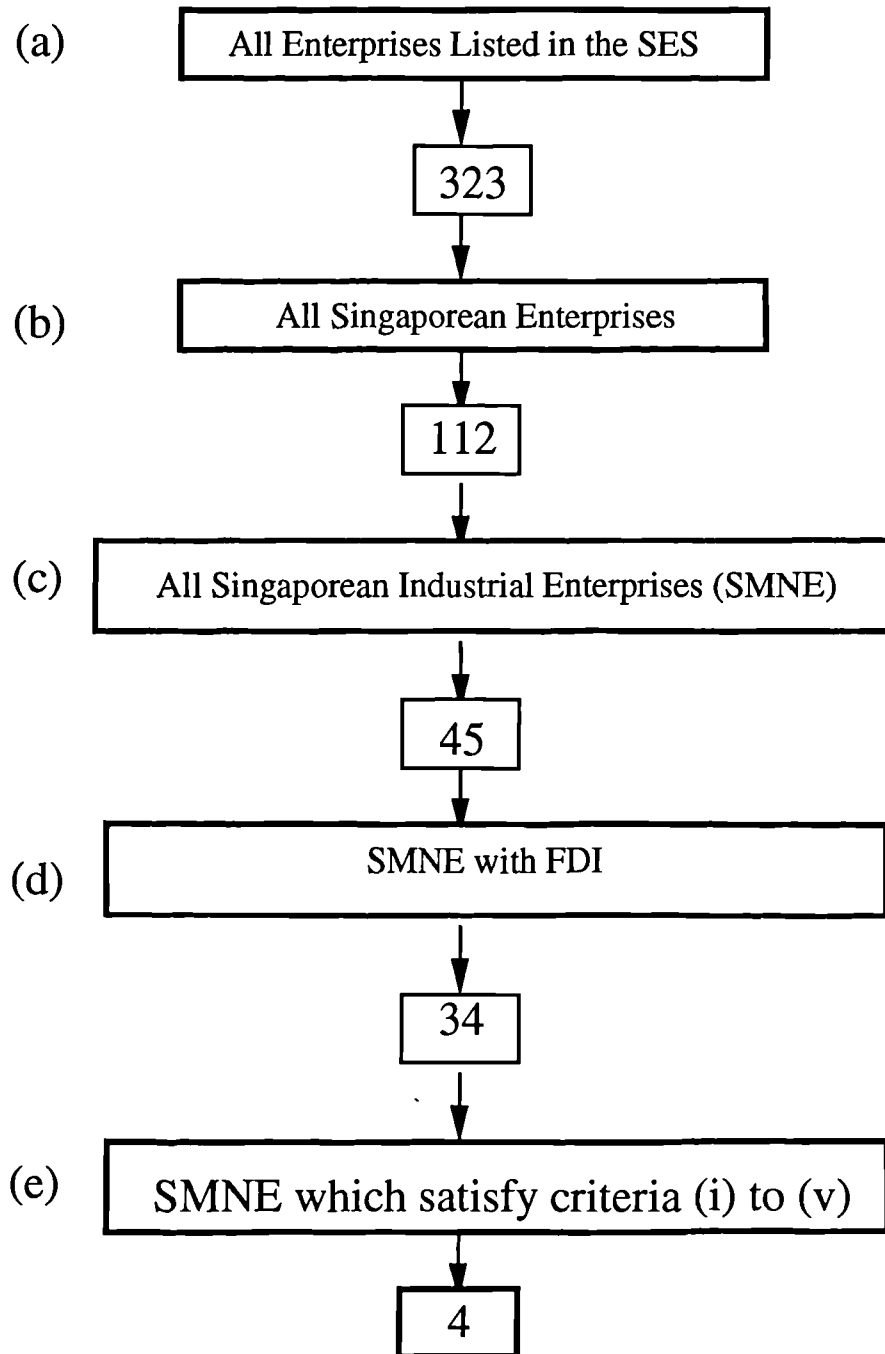 (a)
All Enterprises Listed in the SES
323
(b)
All Singaporean Enterprises
112
(c)
All Singaporean Industrial Enterprises (SMNE)
45
(d)
SMNE with FDI
34
(e)
SMNE which satisfy criteria (i) to (v)
4